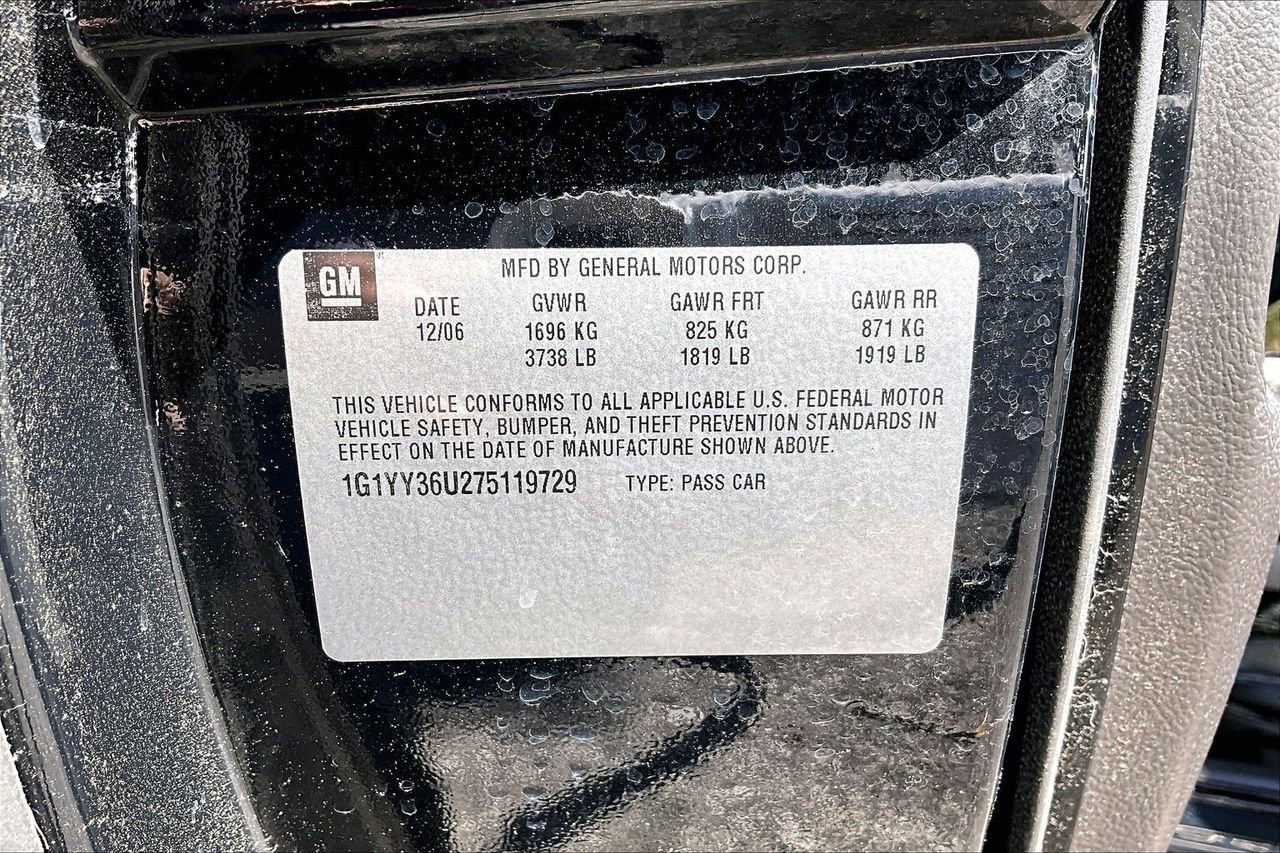 GM MFD BY GENERAL MOTORS CORP.
DATE GVWR GAWR FRT GAWR RR
12/06 1696 KG 825 KG 871 KG
3738 LB 1819 LB 1919 LB
THIS VEHICLE CONFORMS TO ALL APPLICABLE U.S. FEDERAL MOTOR
VEHICLE SAFETY, BUMPER, AND THEFT PREVENTION STANDARDS IN
EFFECT ON THE DATE OF MANUFACTURE SHOWN ABOVE.
1G1YY36U275119729 TYPE: PASS CAR